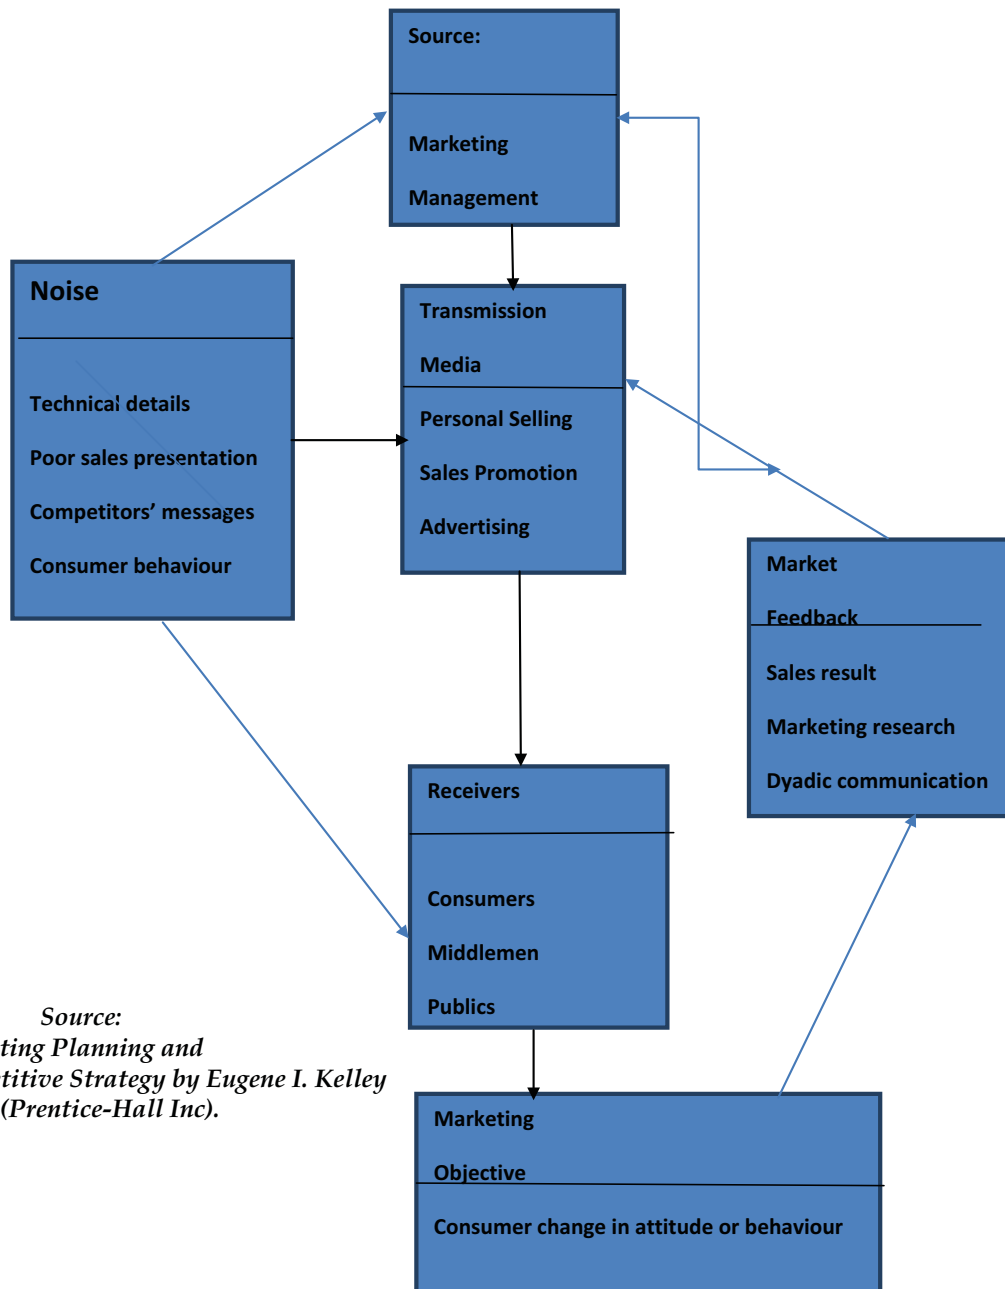 Source:
Marketing
Management
Noise
Technical details
Poor sales presentation
Competitors’ messages
Consumer behaviour
Transmission
Media
Personal Selling
Sales Promotion
Advertising
Market
Feedback
Sales result
Marketing research
Dyadic communication
Receivers
Consumers
Middlemen
Publics
Source:
ting Planning and
etitive Strategy by Eugene I. Kelley
(Prentice-Hall Inc).
Marketing
Objective
Consumer change in attitude or behaviour